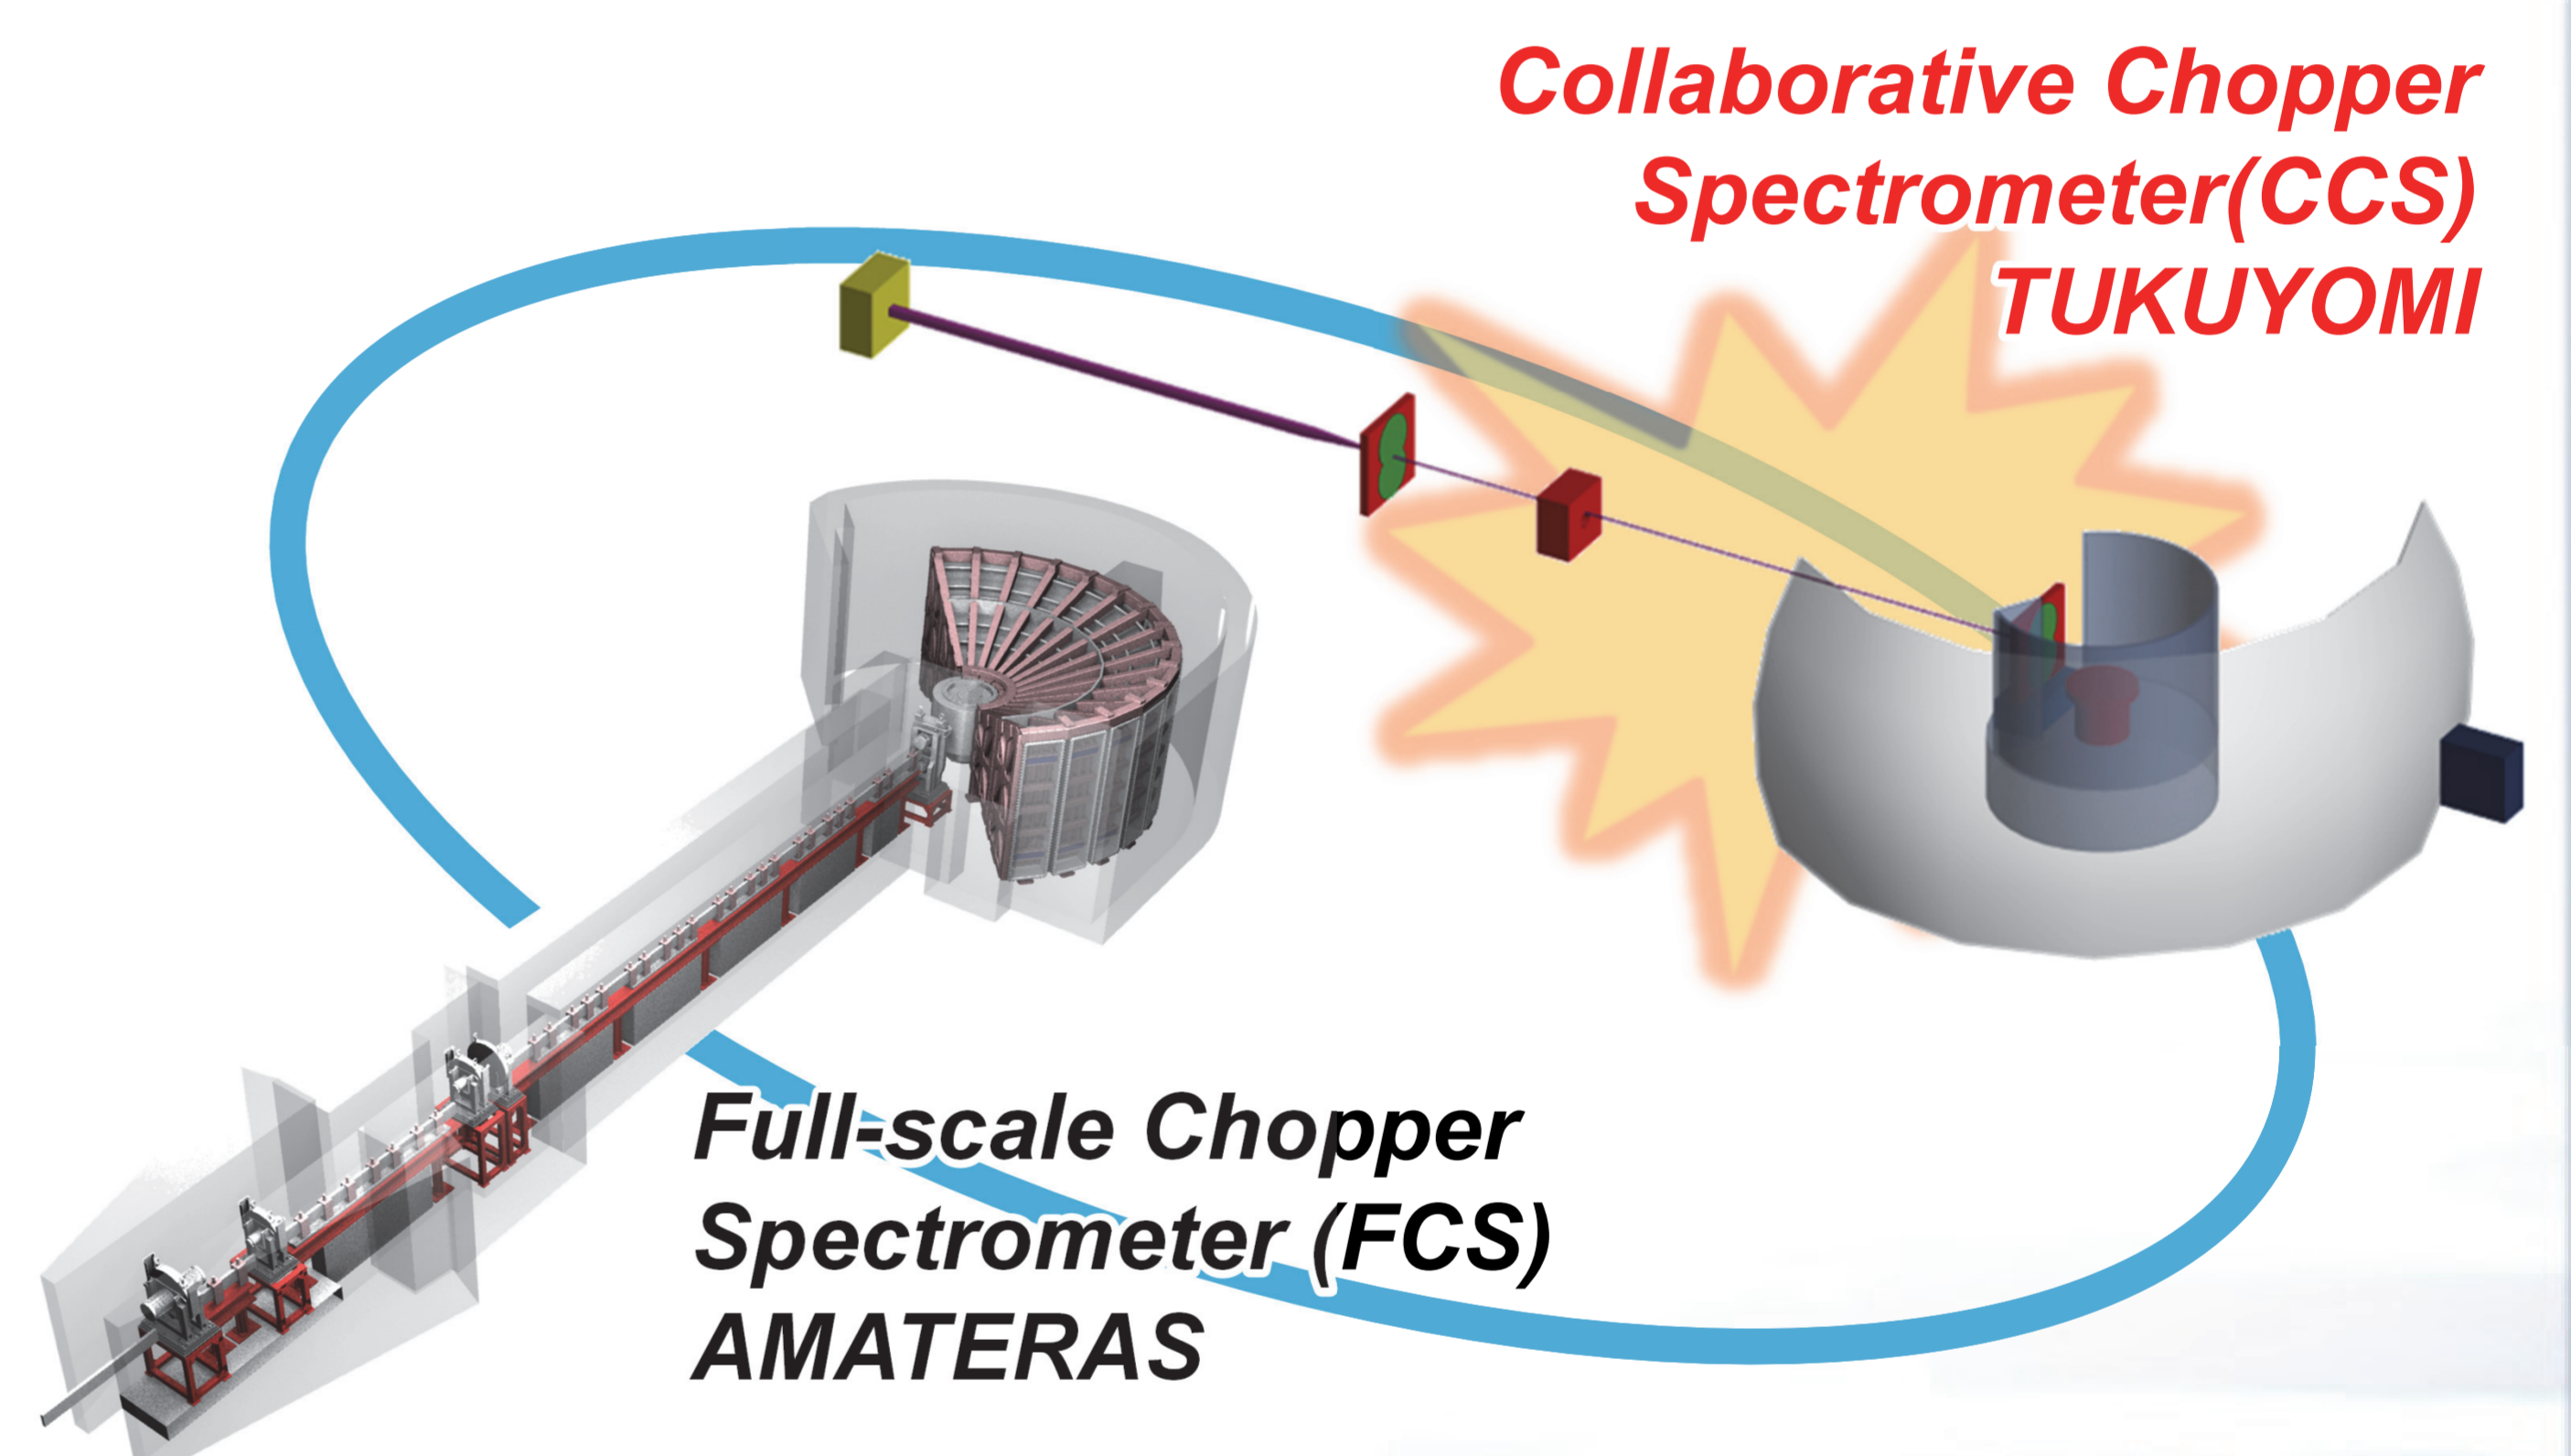 Collaborative Chopper
Spectrometer(CCS)
TUKUYOMI
Full-scale Chopper
Spectrometer (FCS)
AMATERAS